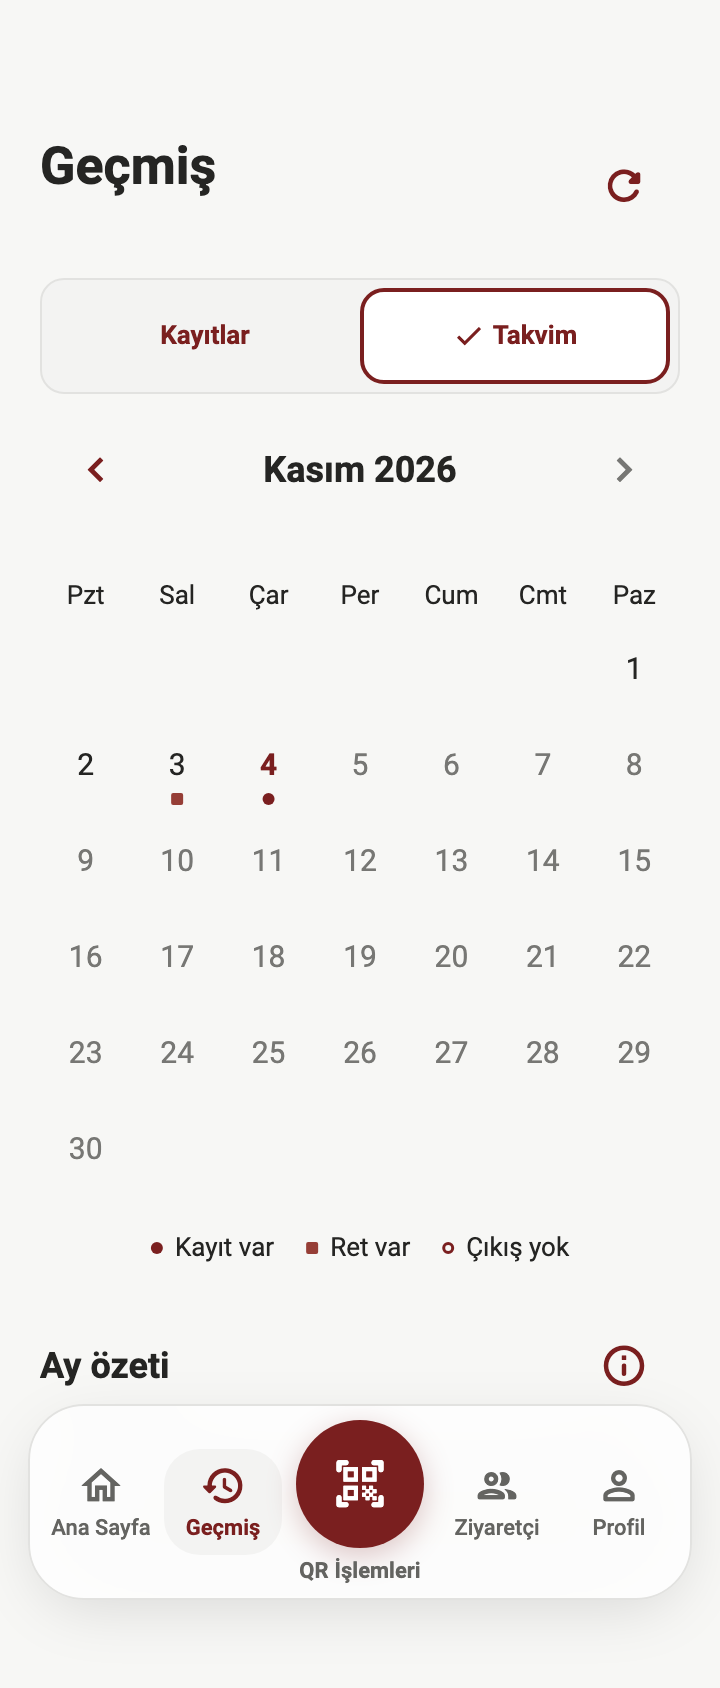 Geçmiş
Kayıtlar
Takvim
Kasım 2026
Pzt Sal Çar Per Cum Cmt Paz
1
2 3 4 5 6 7 8
9 10 11 12 13 14 15
16 17 18 19 20 21 22
23 24 25 26 27 28 29
30
Kayıt var Ret var Çıkış yok
Ay özeti
Ana Sayfa Geçmiş QR İşlemleri Ziyaretçi Profil